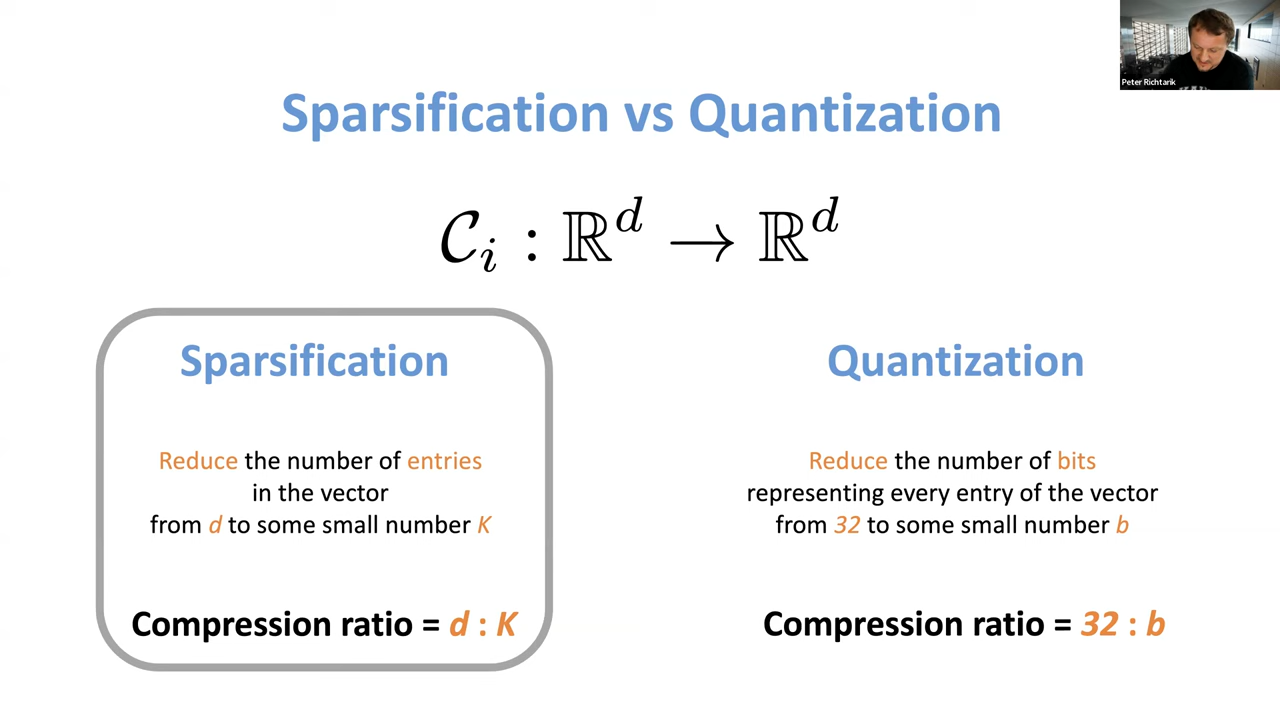 Peter Richtarik
Sparsification vs Quantization
𝒞ᵢ : ℝᵈ → ℝᵈ
Sparsification
Reduce the number of entries
in the vector
from d to some small number K
Compression ratio = d : K
Quantization
Reduce the number of bits
representing every entry of the vector
from 32 to some small number b
Compression ratio = 32 : b